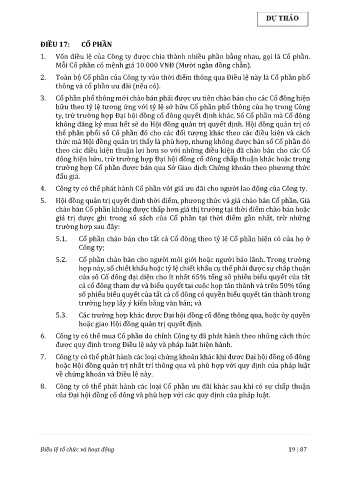 DỰ THẢO
ĐIỀU 17: CỔ PHẦN
1. Vốn điều lệ của Công ty được chia thành nhiều phần bằng nhau, gọi là Cổ phần.
Mỗi Cổ phần có mệnh giá 10.000 VNĐ (Mười ngàn đồng chẵn).
2. Toàn bộ Cổ phần của Công ty vào thời điểm thông qua Điều lệ này là Cổ phần phổ
thông và cổ phần ưu đãi (nếu có).
3. Cổ phần phổ thông mới chào bán phải được ưu tiên chào bán cho các Cổ đông hiện
hữu theo tỷ lệ tương ứng với tỷ lệ sở hữu Cổ phần phổ thông của họ trong Công
ty, trừ trường hợp Đại hội đồng cổ đông quyết định khác. Số Cổ phần mà Cổ đông
không đăng ký mua hết sẽ do Hội đồng quản trị quyết định. Hội đồng quản trị có
thể phân phối số Cổ phần đó cho các đối tượng khác theo các điều kiện và cách
thức mà Hội đồng quản trị thấy là phù hợp, nhưng không được bán số Cổ phần đó
theo các điều kiện thuận lợi hơn so với những điều kiện đã chào bán cho các Cổ
đông hiện hữu, trừ trường hợp Đại hội đồng cổ đông chấp thuận khác hoặc trong
trường hợp Cổ phần được bán qua Sở Giao dịch Chứng khoán theo phương thức
đấu giá.
4. Công ty có thể phát hành Cổ phần với giá ưu đãi cho người lao động của Công ty.
5. Hội đồng quản trị quyết định thời điểm, phương thức và giá chào bán Cổ phần. Giá
chào bán Cổ phần không được thấp hơn giá thị trường tại thời điểm chào bán hoặc
giá trị được ghi trong sổ sách của Cổ phần tại thời điểm gần nhất, trừ những
trường hợp sau đây:
5.1. Cổ phần chào bán cho tất cả Cổ đông theo tỷ lệ Cổ phần hiện có của họ ở
Công ty;
5.2. Cổ phần chào bán cho người môi giới hoặc người bảo lãnh. Trong trường
hợp này, số chiết khấu hoặc tỷ lệ chiết khấu cụ thể phải được sự chấp thuận
của số Cổ đông đại diện cho ít nhất 65% tổng số phiếu biểu quyết của tất
cả cổ đông tham dự và biểu quyết tại cuộc họp tán thành và trên 50% tổng
số phiếu biểu quyết của tất cả cổ đông có quyền biểu quyết tán thành trong
trường hợp lấy ý kiến bằng văn bản; và
5.3. Các trường hợp khác được Đại hội đồng cổ đông thông qua, hoặc ủy quyền
hoặc giao Hội đồng quản trị quyết định.
6. Công ty có thể mua Cổ phần do chính Công ty đã phát hành theo những cách thức
được quy định trong Điều lệ này và pháp luật hiện hành.
7. Công ty có thể phát hành các loại chứng khoán khác khi được Đại hội đồng cổ đông
hoặc Hội đồng quản trị nhất trí thông qua và phù hợp với quy định của pháp luật
về chứng khoán và Điều lệ này.
8. Công ty có thể phát hành các loại Cổ phần ưu đãi khác sau khi có sự chấp thuận
của Đại hội đồng cổ đông và phù hợp với các quy định của pháp luật.
Điều lệ tổ chức và hoạt động 19 | 87